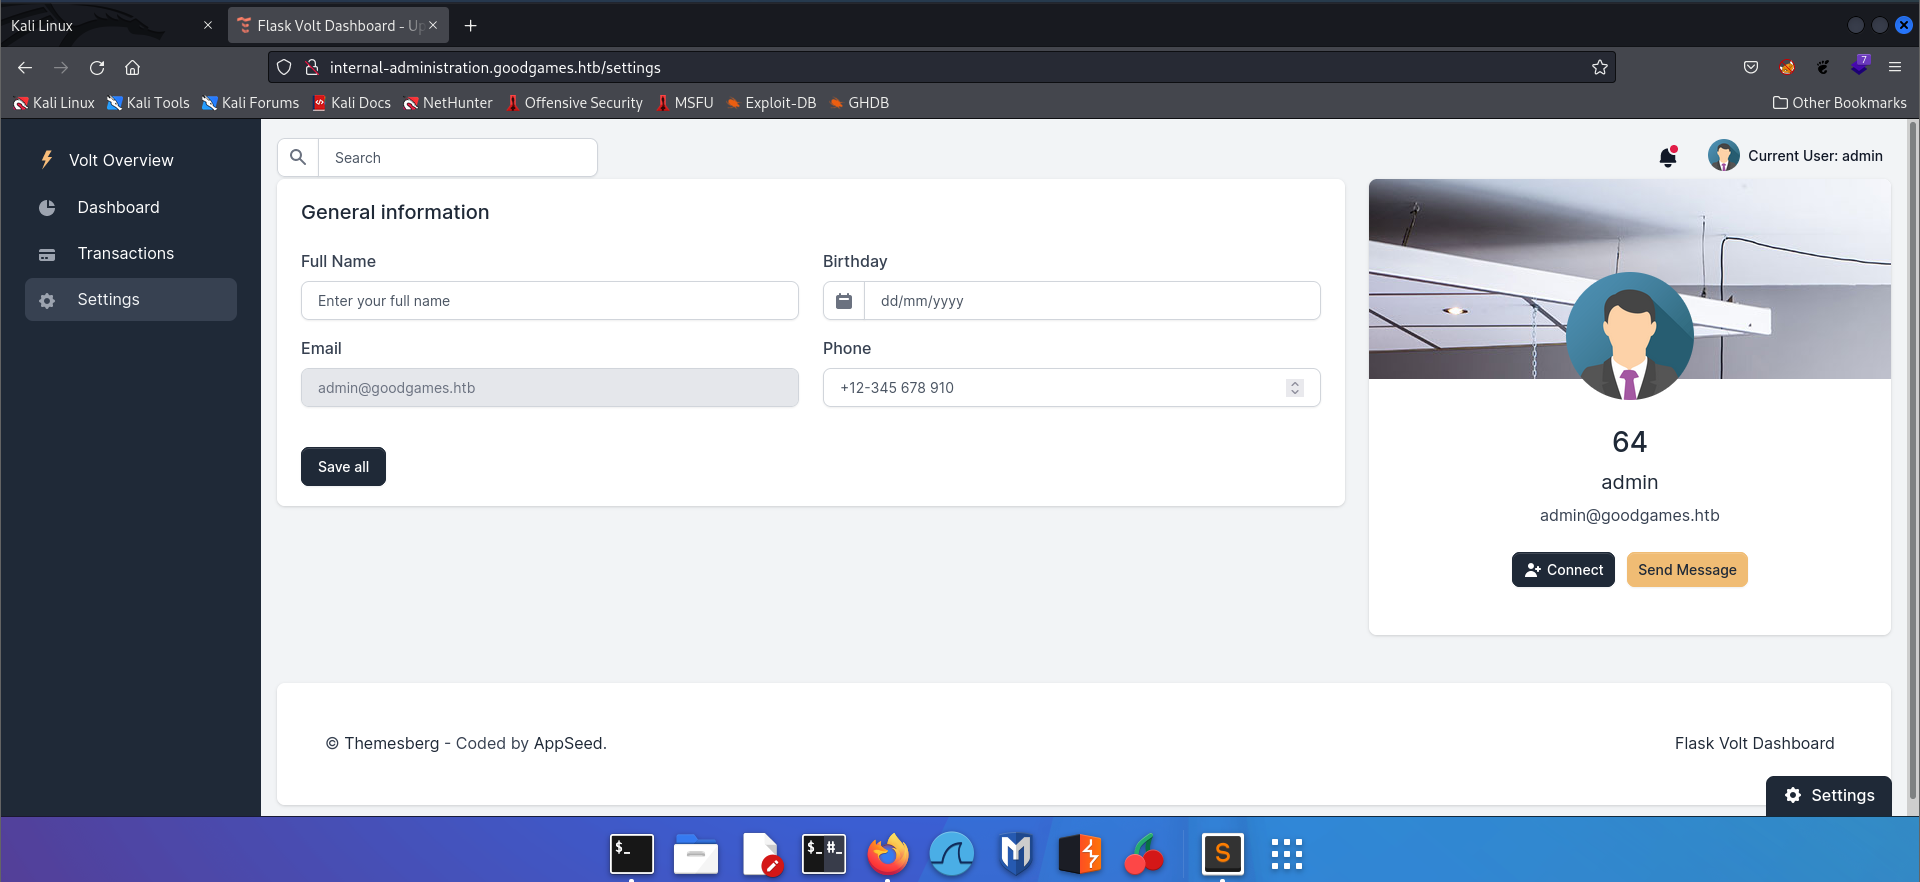 Kali Linux
Flask Volt Dashboard - Up
internal-administration.goodgames.htb/settings
7
Kali Linux Kali Tools Kali Forums Kali Docs NetHunter Offensive Security MSFU Exploit-DB GHDB Other Bookmarks
Volt Overview
Dashboard
Transactions
Settings
Search
Current User: admin
General information
Full Name
Enter your full name
Birthday
dd/mm/yyyy
Email
admin@goodgames.htb
Phone
+12-345 678 910
Save all
64
admin
admin@goodgames.htb
Connect
Send Message
© Themesberg - Coded by AppSeed.
Flask Volt Dashboard
Settings
$_
$_ #_
M
S